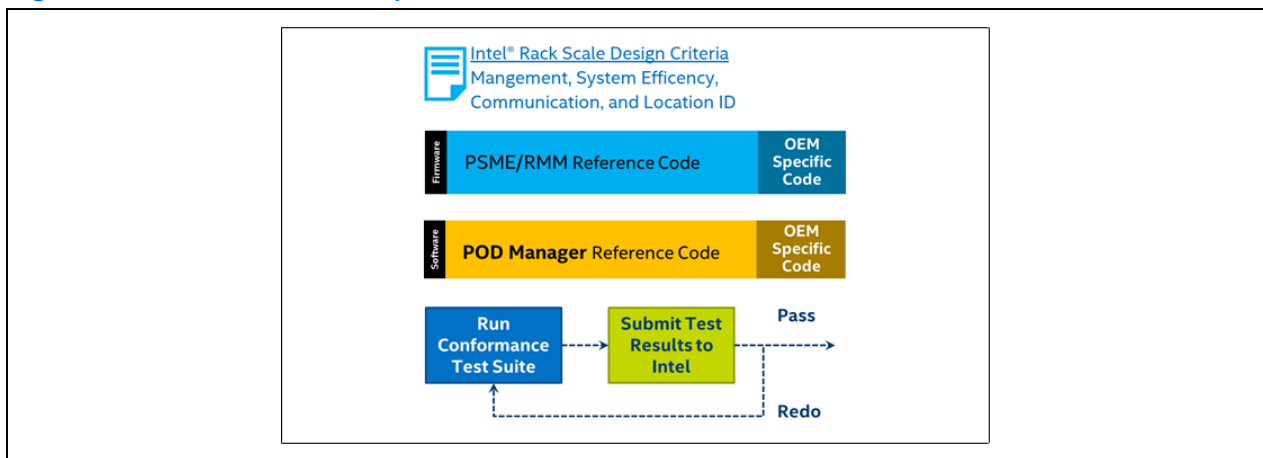 Intel® Rack Scale Design Criteria
Mangement, System Efficency,
Communication, and Location ID
Firmware
PSME/RMM Reference Code
OEM
Specific
Code
Software
POD Manager Reference Code
OEM
Specific
Code
Run
Conformance
Test Suite
Submit Test
Results to
Intel
Pass
Redo